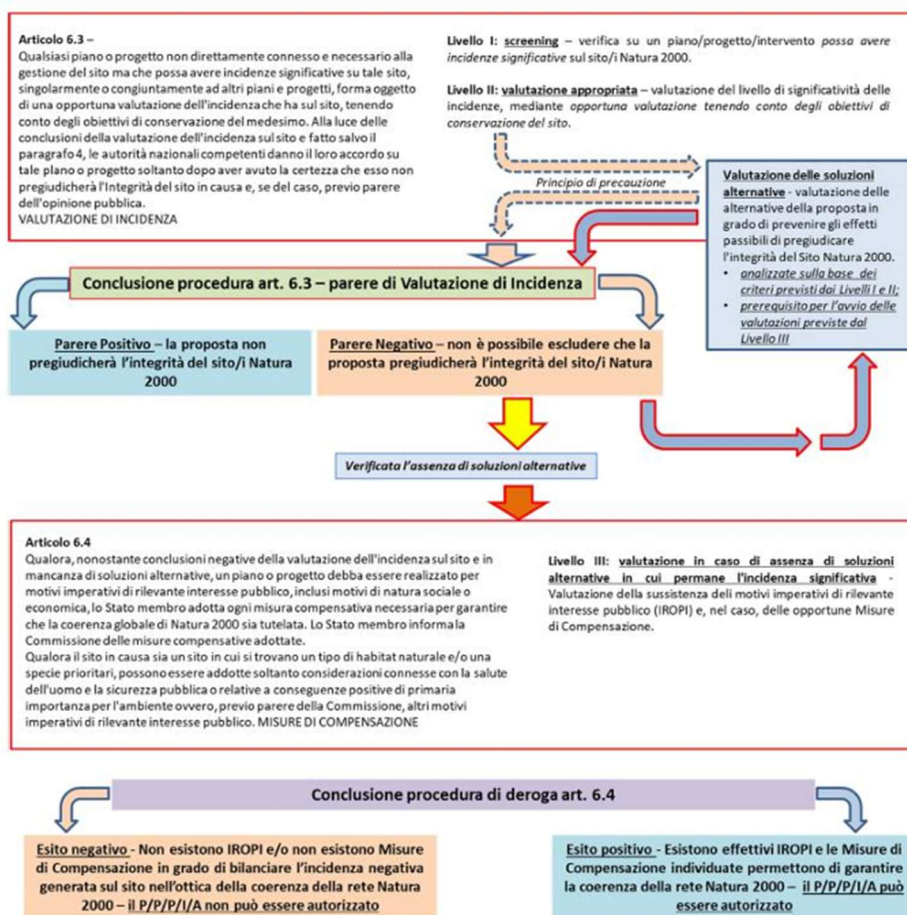 Articolo 6.3 –
Qualsiasi piano o progetto non direttamente connesso e necessario alla
gestione del sito ma che possa avere incidenze significative su tale sito,
singolarmente o congiuntamente ad altri piani e progetti, forma oggetto
di una opportuna valutazione dell'incidenza che ha sul sito, tenendo
conto degli obiettivi di conservazione del medesimo. Alla luce delle
conclusioni della valutazione dell'incidenza sul sito e fatto salvo il
paragrafo 4, le autorità nazionali competenti danno il loro accordo su
tale piano o progetto soltanto dopo aver avuto la certezza che esso non
pregiudicherà l'Integrità del sito in causa e, se del caso, previo parere
dell'opinione pubblica.
VALUTAZIONE DI INCIDENZA
Livello I: screening – verifica su un piano/progetto/intervento possa avere
incidenze significative sul sito/i Natura 2000.
Livello II: valutazione appropriata – valutazione del livello di significatività delle
incidenze, mediante opportuna valutazione tenendo conto degli obiettivi di
conservazione del sito.
Principio di precauzione
Valutazione delle soluzioni
alternative - valutazione delle
alternative della proposta in
grado di prevenire gli effetti
passibili di pregiudicare
l'integrità del Sito Natura 2000.
• analizzate sulla base dei
criteri previsti dai Livelli I e II;
• prerequisito per l'avvio delle
valutazioni previste dal
Livello III
Conclusione procedura art. 6.3 – parere di Valutazione di Incidenza
Parere Positivo – la proposta non
pregiudicherà l'integrità del sito/i Natura
2000
Parere Negativo – non è possibile escludere che la
proposta pregiudicherà l'integrità del sito/i Natura
2000
Verificata l'assenza di soluzioni alternative
Articolo 6.4
Qualora, nonostante conclusioni negative della valutazione dell'incidenza sul sito e in
mancanza di soluzioni alternative, un piano o progetto debba essere realizzato per
motivi imperativi di rilevante interesse pubblico, inclusi motivi di natura sociale o
economica, lo Stato membro adotta ogni misura compensativa necessaria per garantire
che la coerenza globale di Natura 2000 sia tutelata. Lo Stato membro informa la
Commissione delle misure compensative adottate.
Qualora il sito in causa sia un sito in cui si trovano un tipo di habitat naturale e/o una
specie prioritari, possono essere addotte soltanto considerazioni connesse con la salute
dell'uomo e la sicurezza pubblica o relative a conseguenze positive di primaria
importanza per l'ambiente ovvero, previo parere della Commissione, altri motivi
imperativi di rilevante interesse pubblico. MISURE DI COMPENSAZIONE
Livello III: valutazione in caso di assenza di soluzioni
alternative in cui permane l'incidenza significativa -
Valutazione della sussistenza deli motivi imperativi di rilevante
interesse pubblico (IROPI) e, nel caso, delle opportune Misure
di Compensazione.
Conclusione procedura di deroga art. 6.4
Esito negativo - Non esistono IROPI e/o non esistono Misure
di Compensazione in grado di bilanciare l'incidenza negativa
generata sul sito nell'ottica della coerenza della rete Natura
2000 – il P/P/P/I/A non può essere autorizzato
Esito positivo - Esistono effettivi IROPI e le Misure di
Compensazione individuate permettono di garantire
la coerenza della rete Natura 2000 – il P/P/P/I/A può
essere autorizzato